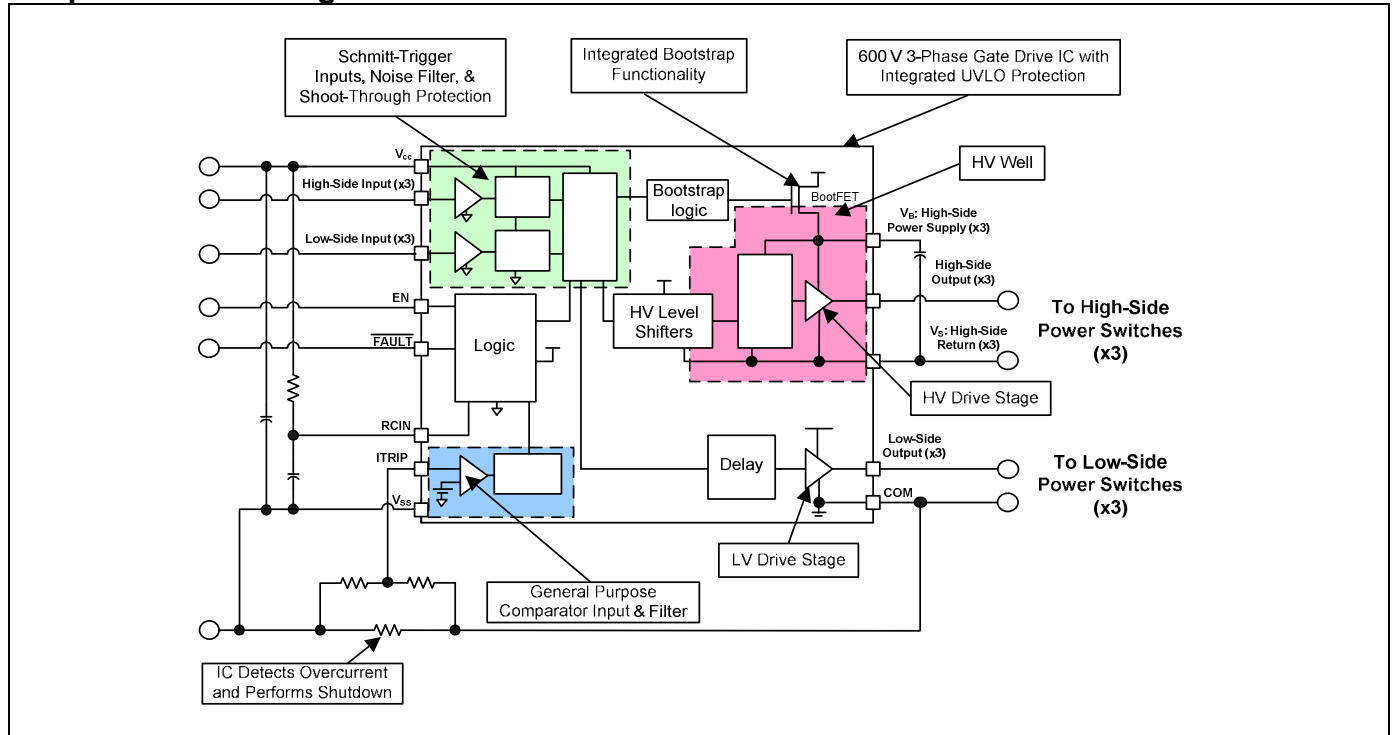 Schmitt-Trigger
Inputs, Noise Filter, &
Shoot-Through Protection
Integrated Bootstrap
Functionality
600 V 3-Phase Gate Drive IC with
Integrated UVLO Protection
HV Well
Vcc
High-Side Input (x3)
Low-Side Input (x3)
EN
FAULT
RCIN
ITRIP
VSS
Bootstrap
logic
BootFET
HV Level
Shifters
Logic
Delay
VB: High-Side
Power Supply (x3)
High-Side
Output (x3)
VS: High-Side
Return (x3)
To High-Side
Power Switches
(x3)
HV Drive Stage
Low-Side
Output (x3)
COM
To Low-Side
Power Switches
(x3)
LV Drive Stage
General Purpose
Comparator Input & Filter
IC Detects Overcurrent
and Performs Shutdown